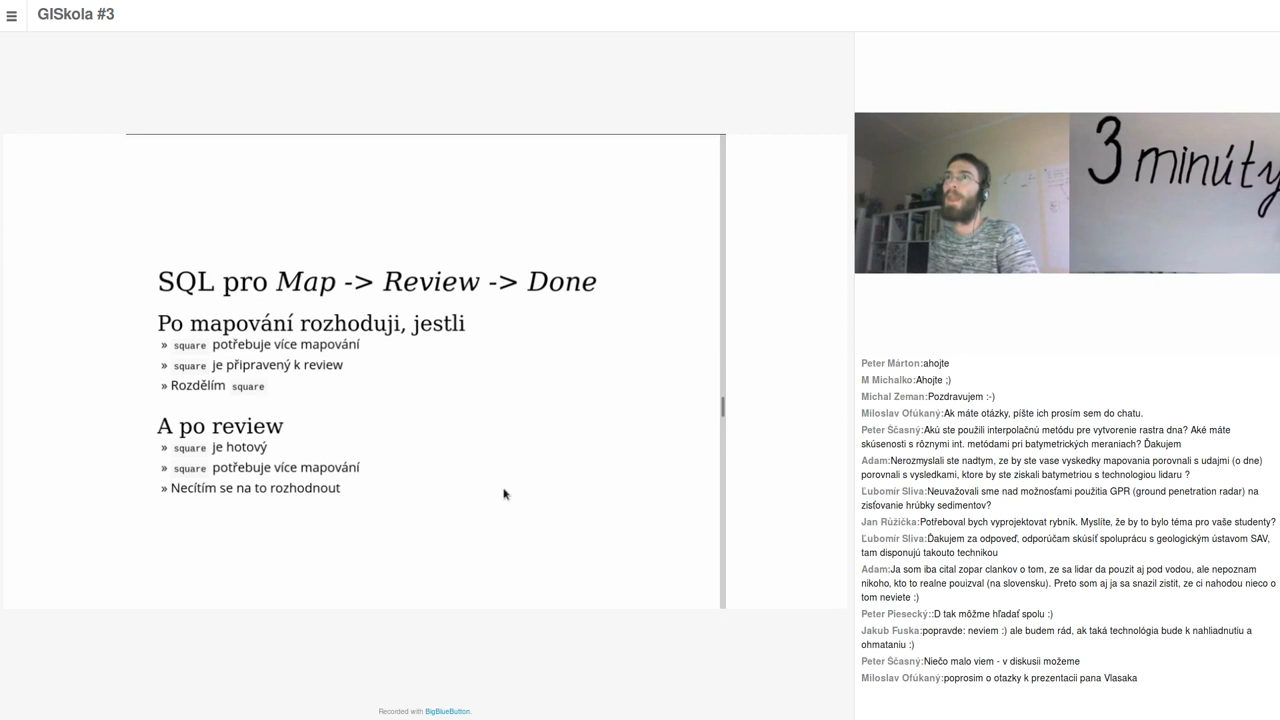 GISkola #3
SQL pro Map -> Review -> Done
Po mapování rozhoduji, jestli
» square potřebuje více mapování
» square je připravený k review
» Rozdělím square
A po review
» square je hotový
» square potřebuje více mapování
» Necítím se na to rozhodnout
Recorded with BigBlueButton.
3 minúty
Peter Márton:ahojte
M Michalko:Ahojte ;)
Michal Zeman:Pozdravujem :-)
Miloslav Ofúkaný:Ak máte otázky, píšte ich prosím sem do chatu.
Peter Ščasný:Akú ste použili interpolačnú metódu pre vytvorenie rastra dna? Aké máte
skúsenosti s rôznymi int. metódami pri batymetrických meraniach? Ďakujem
Adam:Nerozmyslali ste nadtym, ze by ste vase vyskedky mapovania porovnali s udajmi (o dne)
porovnali s vysledkami, ktore by ste ziskali batymetriou s technologiou lidaru ?
Ľubomír Sliva:Neuvažovali sme nad možnosťami použitia GPR (ground penetration radar) na
zisťovanie hrúbky sedimentov?
Jan Růžička:Potřeboval bych vyprojektovat rybník. Myslíte, že by to bylo téma pro vaše studenty?
Ľubomír Sliva:Ďakujem za odpoveď, odporúčam skúsiť spoluprácu s geologickým ústavom SAV,
tam disponujú takouto technikou
Adam:Ja som iba cital zopar clankov o tom, ze sa lidar da pouzit aj pod vodou, ale nepoznam
nikoho, kto to realne pouizval (na slovensku). Preto som aj ja sa snazil zistit, ze ci nahodou nieco o
tom neviete :)
Peter Piesecký::D tak môžme hľadať spolu :)
Jakub Fuska:popravde: neviem :) ale budem rád, ak taká technológia bude k nahliadnutiu a
ohmataniu :)
Peter Ščasný:Niečo malo viem - v diskusii možeme
Miloslav Ofúkaný:poprosim o otazky k prezentacii pana Vlasaka